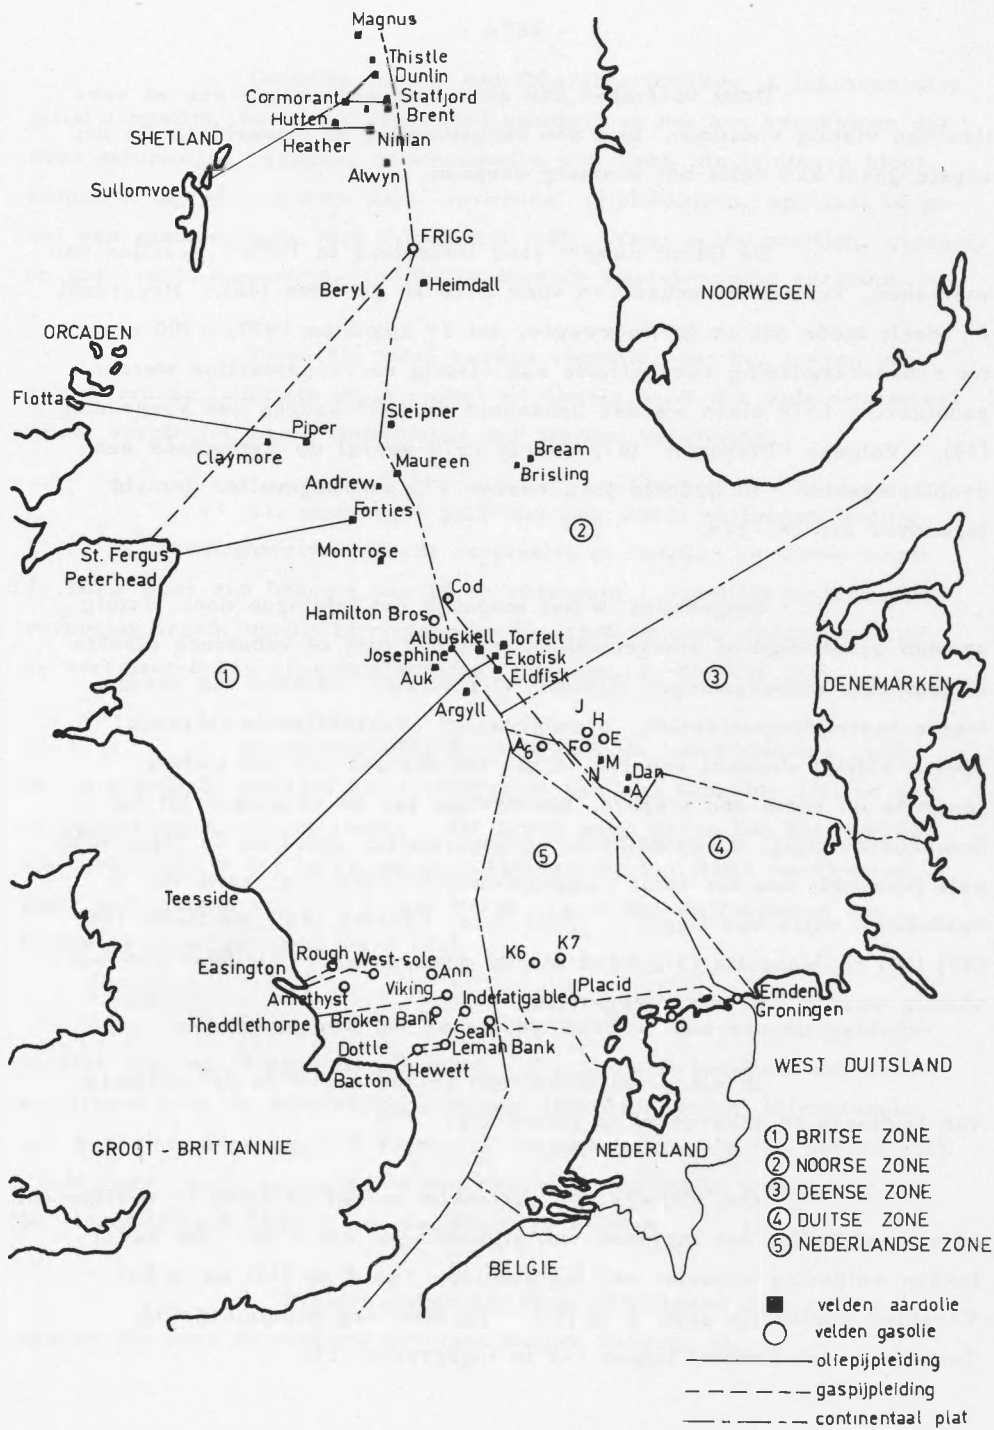 Magnus
Thistle
Dunlin
Cormorant
Statfjord
Brent
Hutten
SHETLAND
Heather
Ninian
Alwyn
Sullomvoe
FRIGG
Heimdall
Beryl
NOORWEGEN
ORCADEN
Flotta
Sleipner
Piper
Claymore
Bream
Brisling
Maureen
Andrew
Forties
②
St. Fergus
Peterhead
Montrose
Cod
Hamilton Bros
Albuskiell
Torfelt
Josephine
Ekotisk
Auk
Eldfisk
①
③
DENEMARKEN
Argyll
J
H
E
A6
F
M
N
Dan
A
④
⑤
Teesside
K6
K7
Rough
West-sole
Ann
Easington
Amethyst
Viking
Indefatigable
Placid
Emden
Groningen
Theddlethorpe
Broken Bank
Sean
Dottle
Leman Bank
Bacton
Hewett
WEST DUITSLAND
GROOT - BRITTANNIE
NEDERLAND
BELGIE
① BRITSE ZONE
② NOORSE ZONE
③ DEENSE ZONE
④ DUITSE ZONE
⑤ NEDERLANDSE ZONE
velden aardolie
velden gasolie
oliepijpleiding
gaspijpleiding
continentaal plat